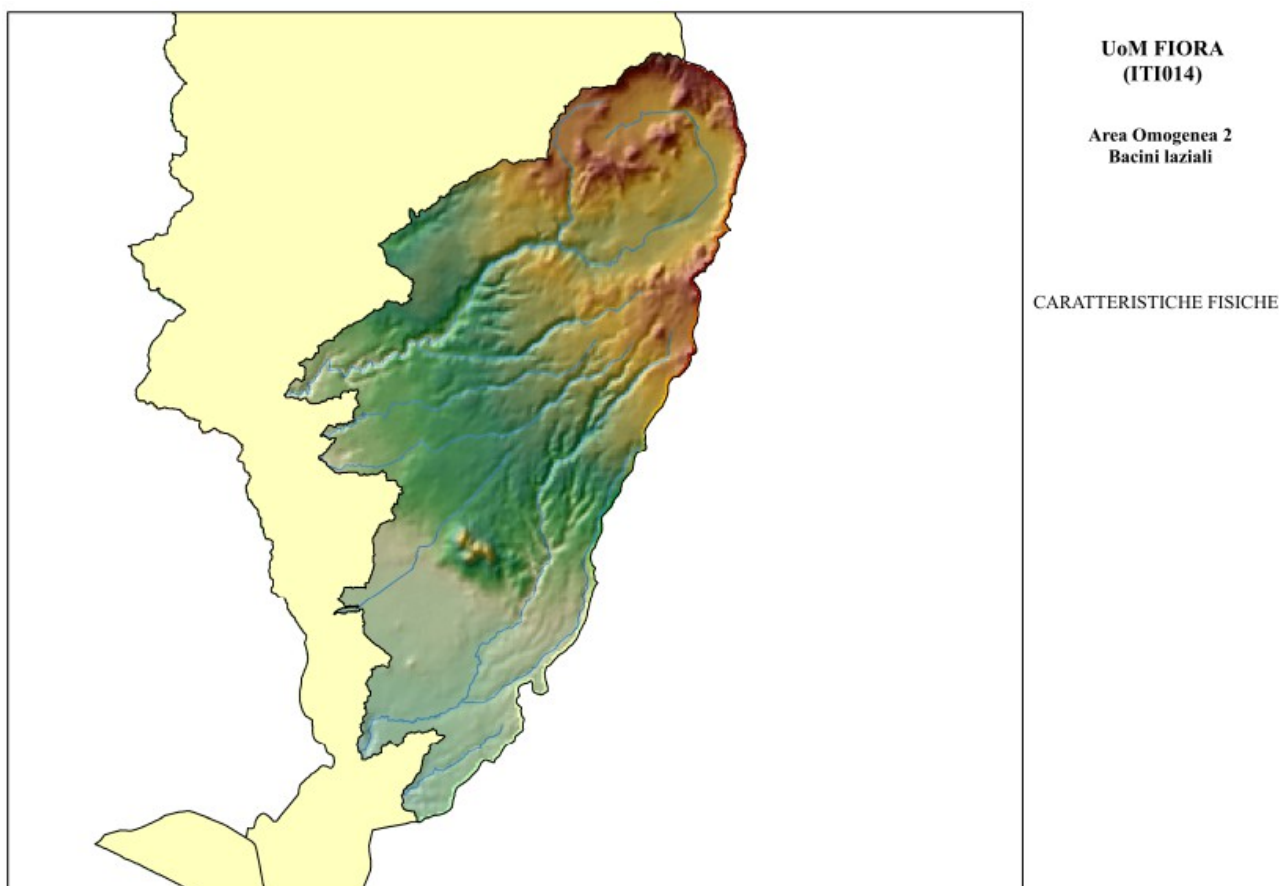 UoM FIORA
(ITI014)
Area Omogenea 2
Bacini laziali
CARATTERISTICHE FISICHE